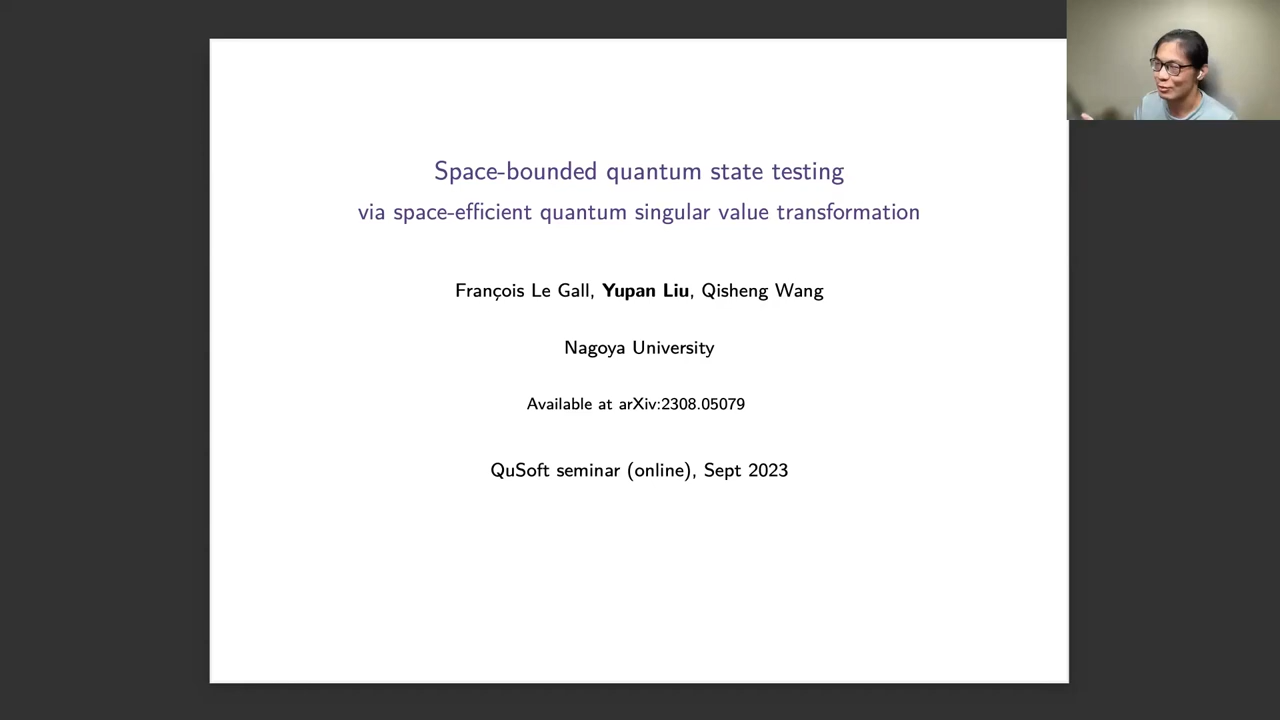 Space-bounded quantum state testing
via space-efficient quantum singular value transformation
François Le Gall, Yupan Liu, Qisheng Wang
Nagoya University
Available at arXiv:2308.05079
QuSoft seminar (online), Sept 2023